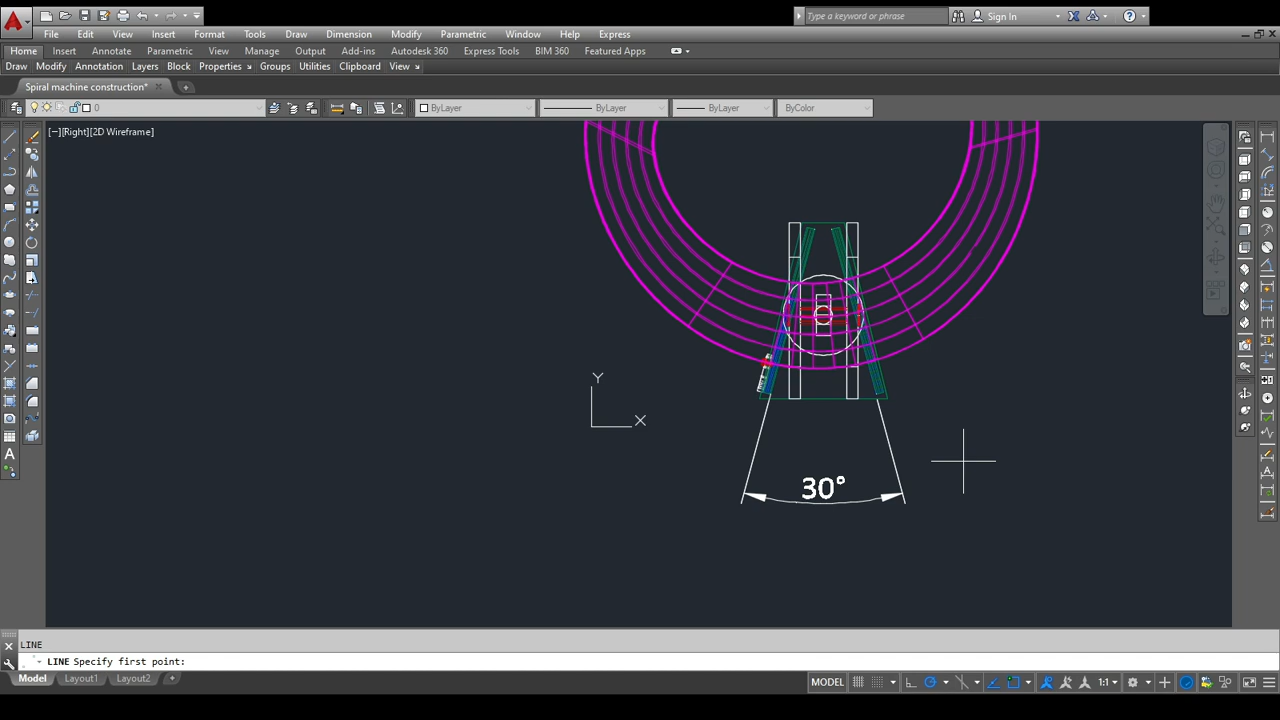 Type a keyword or phrase
Sign In
File Edit View Insert Format Tools Draw Dimension Modify Parametric Window Help Express
Home Insert Annotate Parametric View Manage Output Add-ins Autodesk 360 Express Tools BIM 360 Featured Apps
Draw Modify Annotation Layers Block Properties Groups Utilities Clipboard View
Spiral machine construction*
0 ByLayer ByLayer ByLayer ByColor
[−][Right][2D Wireframe]
Y
X
30°
LINE
LINE Specify first point:
Model Layout1 Layout2 +
MODEL 1:1